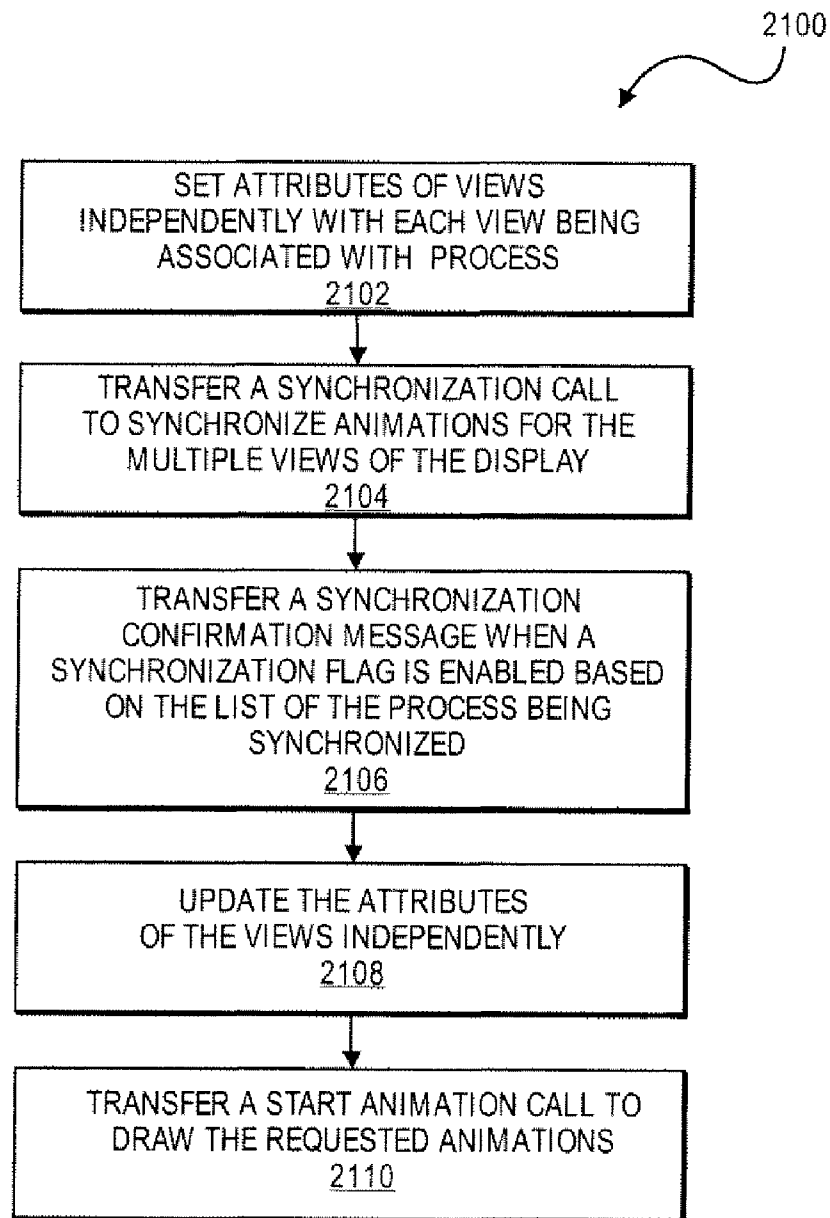 2100
SET ATTRIBUTES OF VIEWS
INDEPENDENTLY WITH EACH VIEW BEING
ASSOCIATED WITH PROCESS
2102
TRANSFER A SYNCHRONIZATION CALL
TO SYNCHRONIZE ANIMATIONS FOR THE
MULTIPLE VIEWS OF THE DISPLAY
2104
TRANSFER A SYNCHRONIZATION
CONFIRMATION MESSAGE WHEN A
SYNCHRONIZATION FLAG IS ENABLED BASED
ON THE LIST OF THE PROCESS BEING
SYNCHRONIZED
2106
UPDATE THE ATTRIBUTES
OF THE VIEWS INDEPENDENTLY
2108
TRANSFER A START ANIMATION CALL TO
DRAW THE REQUESTED ANIMATIONS
2110